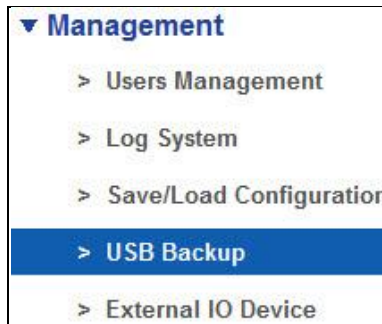 ▼ Management
> Users Management
> Log System
> Save/Load Configuration
> USB Backup
> External IO Device